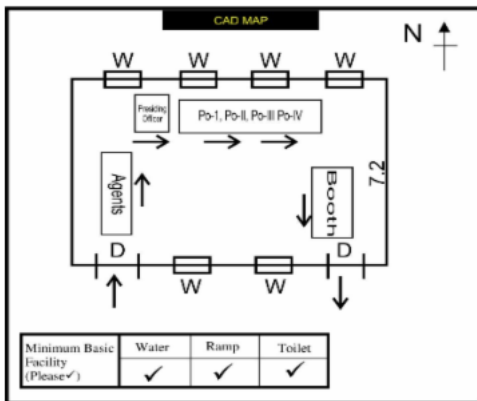 CAD MAP
N
W W W W
Presiding
Officer
Po-1, Po-II, Po-III Po-IV
Agents
Booth
7.2
D
D
W W
Minimum Basic
Facility
(Please✓)
Water Ramp Toilet
✓ ✓ ✓